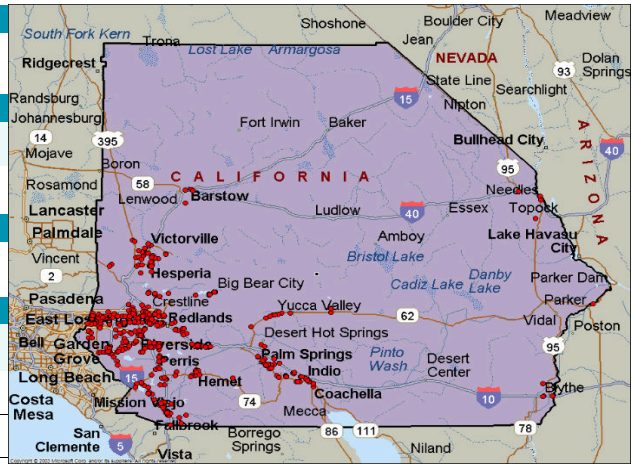 Shoshone
Boulder City
Meadview
South Fork Kern
Trona
Lost Lake
Armargosa
Jean
NEVADA
Ridgecrest
93
Dolan
Springs
State Line
Searchlight
Randsburg
15
Nipton
Johannesburg
Fort Irwin
Baker
14
395
Bullhead City
ARIZONA
40
Mojave
Boron
95
Rosamond
58
CALIFORNIA
Needles
Lenwood
Barstow
Lancaster
Ludlow
40
Essex
Topock
Palmdale
Victorville
Amboy
Lake Havasu
City
Vincent
Hesperia
Bristol Lake
Danby
Lake
2
Big Bear City
Cadiz Lake
Parker Dam
Pasadena
Crestline
Yucca Valley
Parker
East Los
Redlands
62
Vidal
Poston
Bell
Garden
Grove
Riverside
Desert Hot Springs
95
Perris
Palm Springs
Pinto
Wash
Desert
Center
Long Beach
15
Hemet
Indio
Blythe
Costa
Mesa
Mission Viejo
74
Coachella
10
Mecca
San
Clemente
Fallbrook
5
Borrego
Springs
86
111
78
Vista
Niland